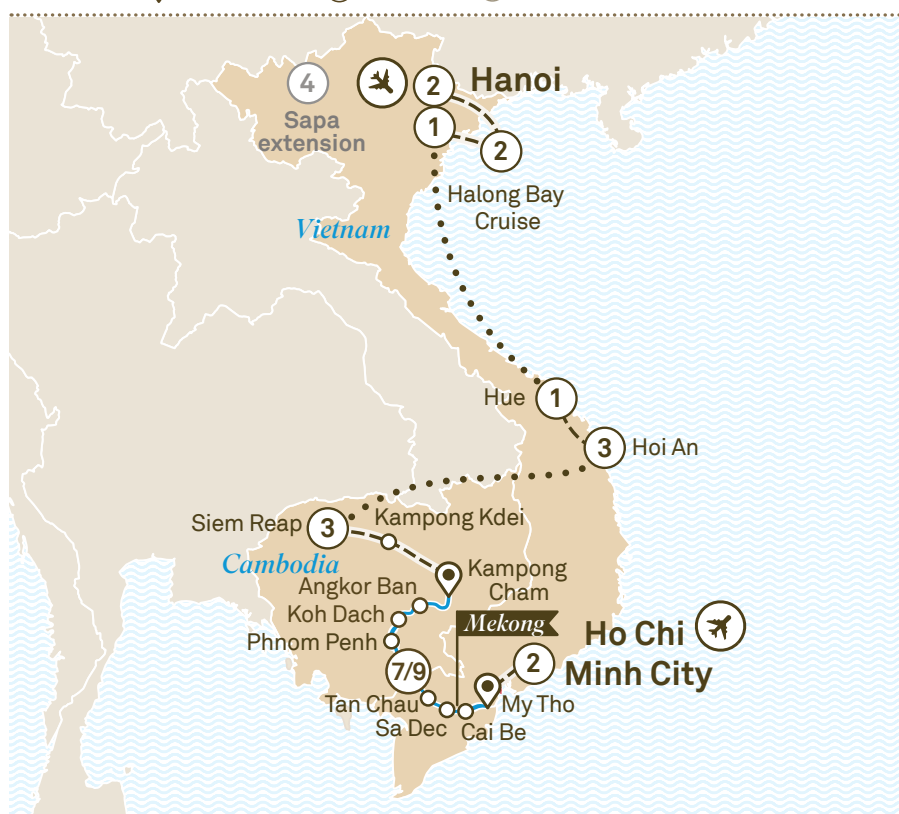 4
Sapa
extension
2
Hanoi
1
2
Halong Bay
Cruise
Vietnam
Hue
1
3
Hoi An
Siem Reap
3
Kampong Kdei
Cambodia
Kampong
Cham
Angkor Ban
Koh Dach
Phnom Penh
Mekong
Ho Chi
Minh City
7/9
2
Tan Chau
My Tho
Sa Dec
Cai Be